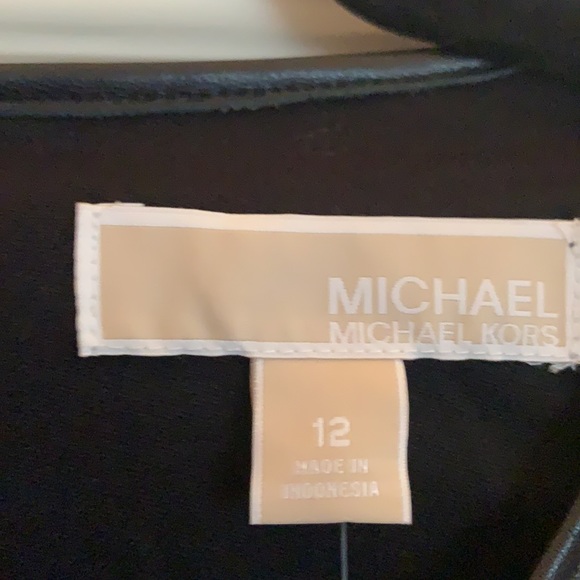 MICHAEL
MICHAEL KORS
12
MADE IN
INDONESIA